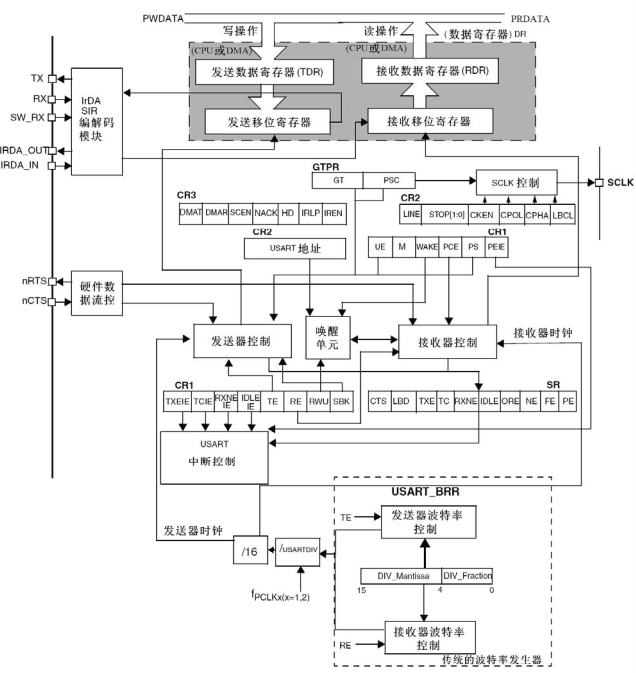 PWDATA
PRDATA
写操作
读操作
(数据寄存器) DR
(CPU或DMA)
(CPU或DMA)
发送数据寄存器(TDR)
接收数据寄存器(RDR)
TX
RX
SW_RX
IRDA_OUT
IRDA_IN
IrDA
SIR
编解码
模块
发送移位寄存器
接收移位寄存器
GTPR
GT PSC
SCLK 控制
SCLK
CR3
DMAT DMAR SCEN NACK HD IRLP IREN
CR2
LINE STOP[1:0] CKEN CPOL CPHA LBCL
CR2
USART 地址
CR1
UE M WAKE PCE PS PEIE
nRTS
nCTS
硬件数
据流控
发送器控制
唤醒
单元
接收器控制
接收器时钟
CR1
TXEIE TCIE RXNE IE IDLE IE TE RE RWU SBK
SR
CTS LBD TXE TC RXNE IDLE ORE NE FE PE
USART
中断控制
USART_BRR
发送器时钟
TE
发送器波特率
控制
/16
/USARTDIV
fPCLKx(x=1,2)
DIV_Mantissa DIV_Fraction
15 4 0
RE
接收器波特率
控制
传统的波特率发生器